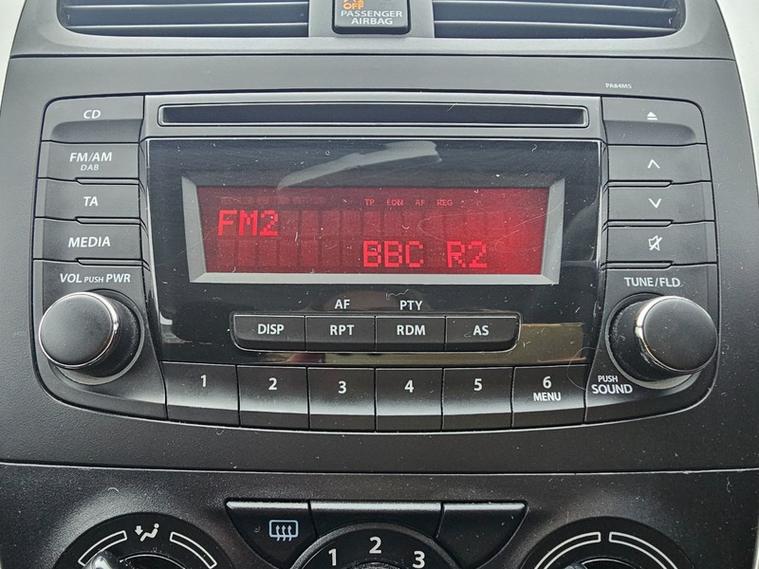 OFF
PASSENGER
AIRBAG
PA84MS
CD
FM/AM
DAB
TA
MEDIA
VOL PUSH PWR
TP EON AF REG
FM2
BBC R2
AF PTY
DISP RPT RDM AS
TUNE/FLD
PUSH
SOUND
1 2 3 4 5 6
MENU
1 2 3